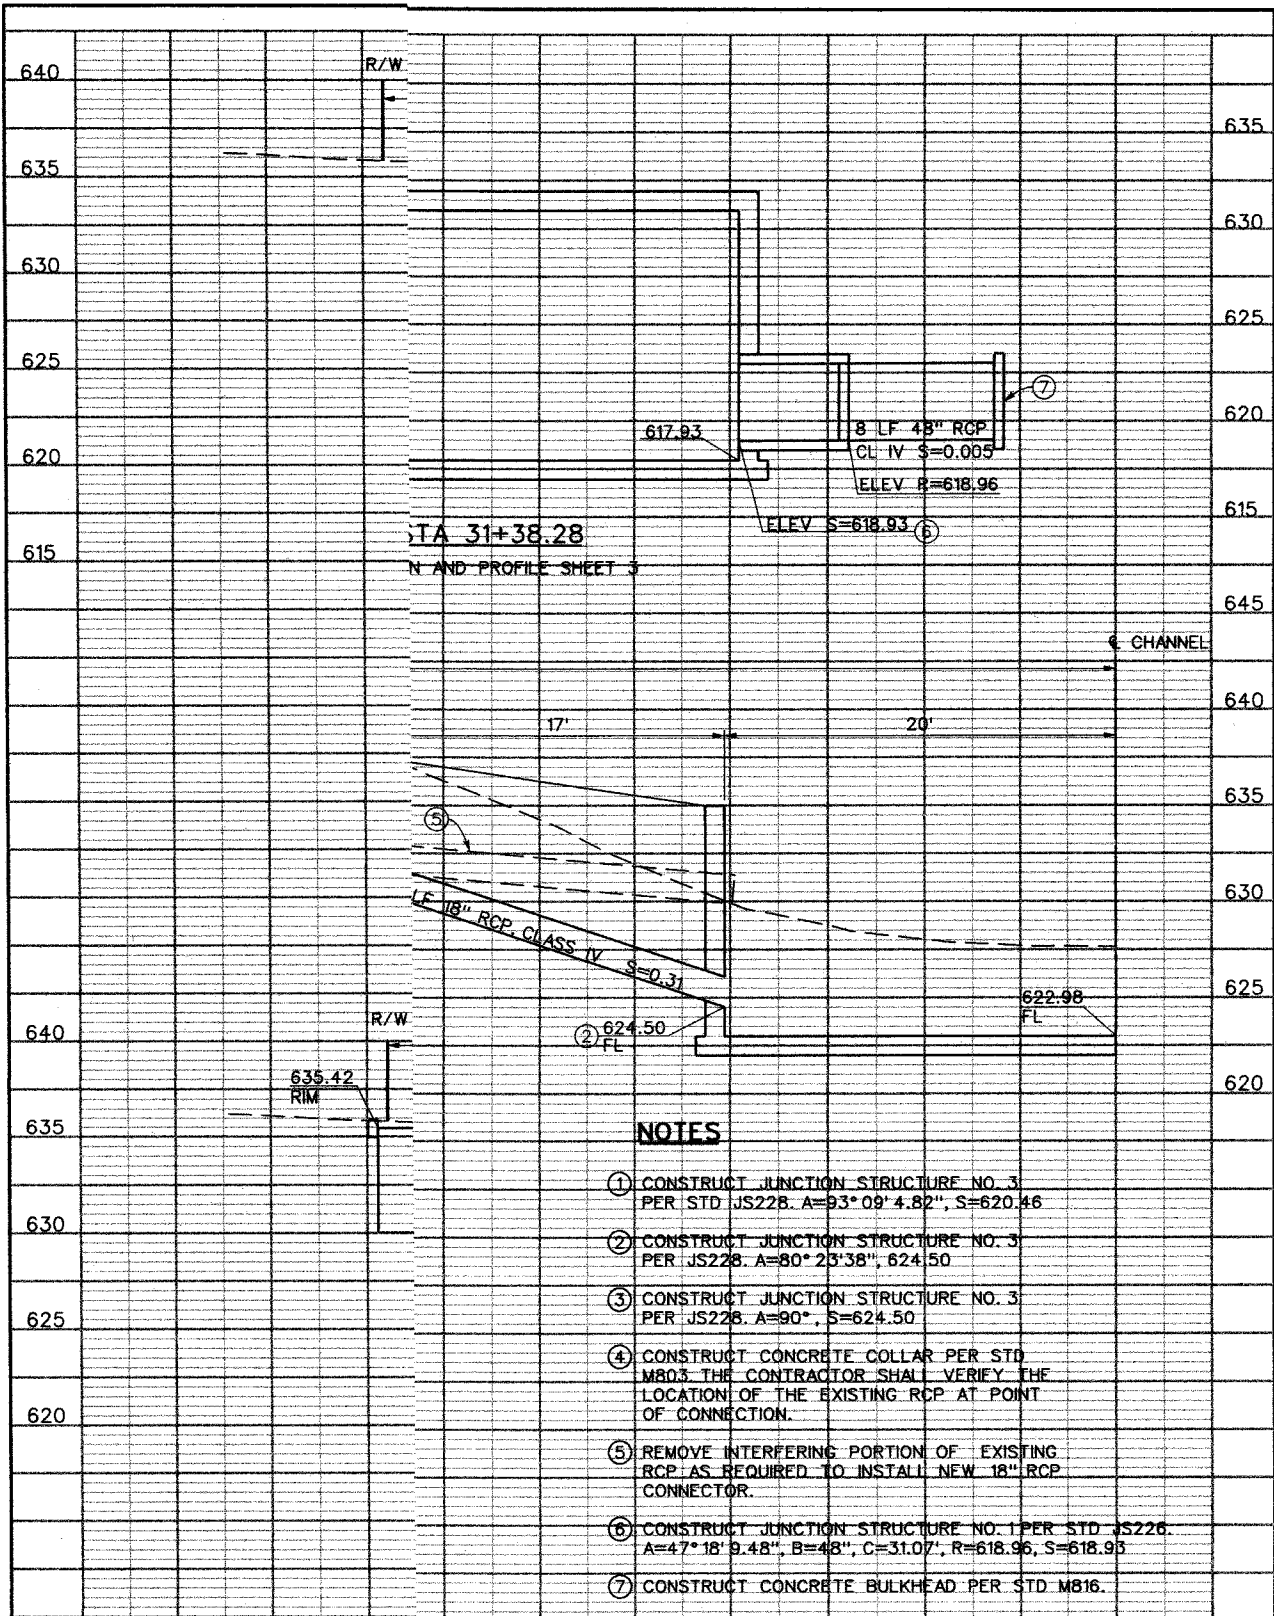 640
R/W
635
635
630
630
625
625
617.93
8 LF 48" RCP
CL IV S=0.005
⑦
620
620
ELEV R=618.96
ELEV S=618.93 ⑥
615
STA 31+38.28
615
N AND PROFILE SHEET 3
645
℄ CHANNEL
640
17'
20'
635
⑤
630
LF 18" RCP, CLASS IV S=0.31
625
622.98
FL
R/W
② 624.50
FL
640
635.42
RIM
620
635
630
625
620
NOTES
① CONSTRUCT JUNCTION STRUCTURE NO. 3
PER STD JS228. A=93° 09' 4.82", S=620.46
② CONSTRUCT JUNCTION STRUCTURE NO. 3
PER JS228. A=80° 23'38", 624.50
③ CONSTRUCT JUNCTION STRUCTURE NO. 3
PER JS228. A=90°, S=624.50
④ CONSTRUCT CONCRETE COLLAR PER STD
M803. THE CONTRACTOR SHALL VERIFY THE
LOCATION OF THE EXISTING RCP AT POINT
OF CONNECTION.
⑤ REMOVE INTERFERING PORTION OF EXISTING
RCP AS REQUIRED TO INSTALL NEW 18" RCP
CONNECTOR.
⑥ CONSTRUCT JUNCTION STRUCTURE NO. 1 PER STD JS226.
A=47° 18' 9.48", B=48", C=31.07', R=618.96, S=618.93
⑦ CONSTRUCT CONCRETE BULKHEAD PER STD M816.